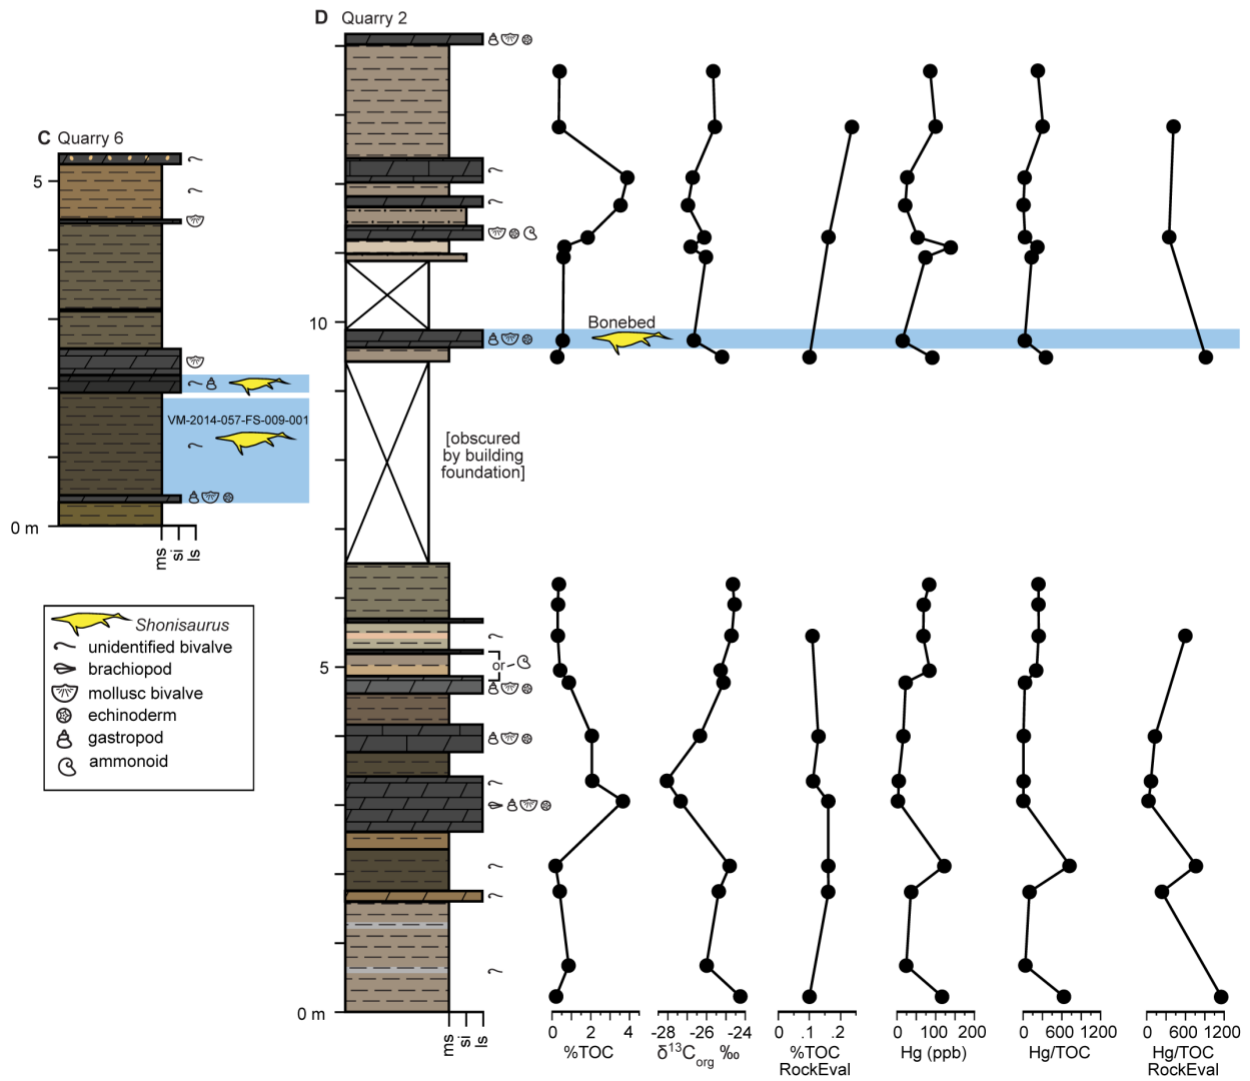 D Quarry 2
C Quarry 6
5
VM-2014-057-FS-009-001
0 m
ms
si
ls
Shonisaurus
unidentified bivalve
brachiopod
mollusc bivalve
echinoderm
gastropod
ammonoid
10
Bonebed
[obscured
by building
foundation]
or
5
0 m
ms
si
ls
0 2 4
%TOC
-28 -26 -24
δ13Corg ‰
0 .1 .2
%TOC
RockEval
0 100 200
Hg (ppb)
0 600 1200
Hg/TOC
0 600 1200
Hg/TOC
RockEval